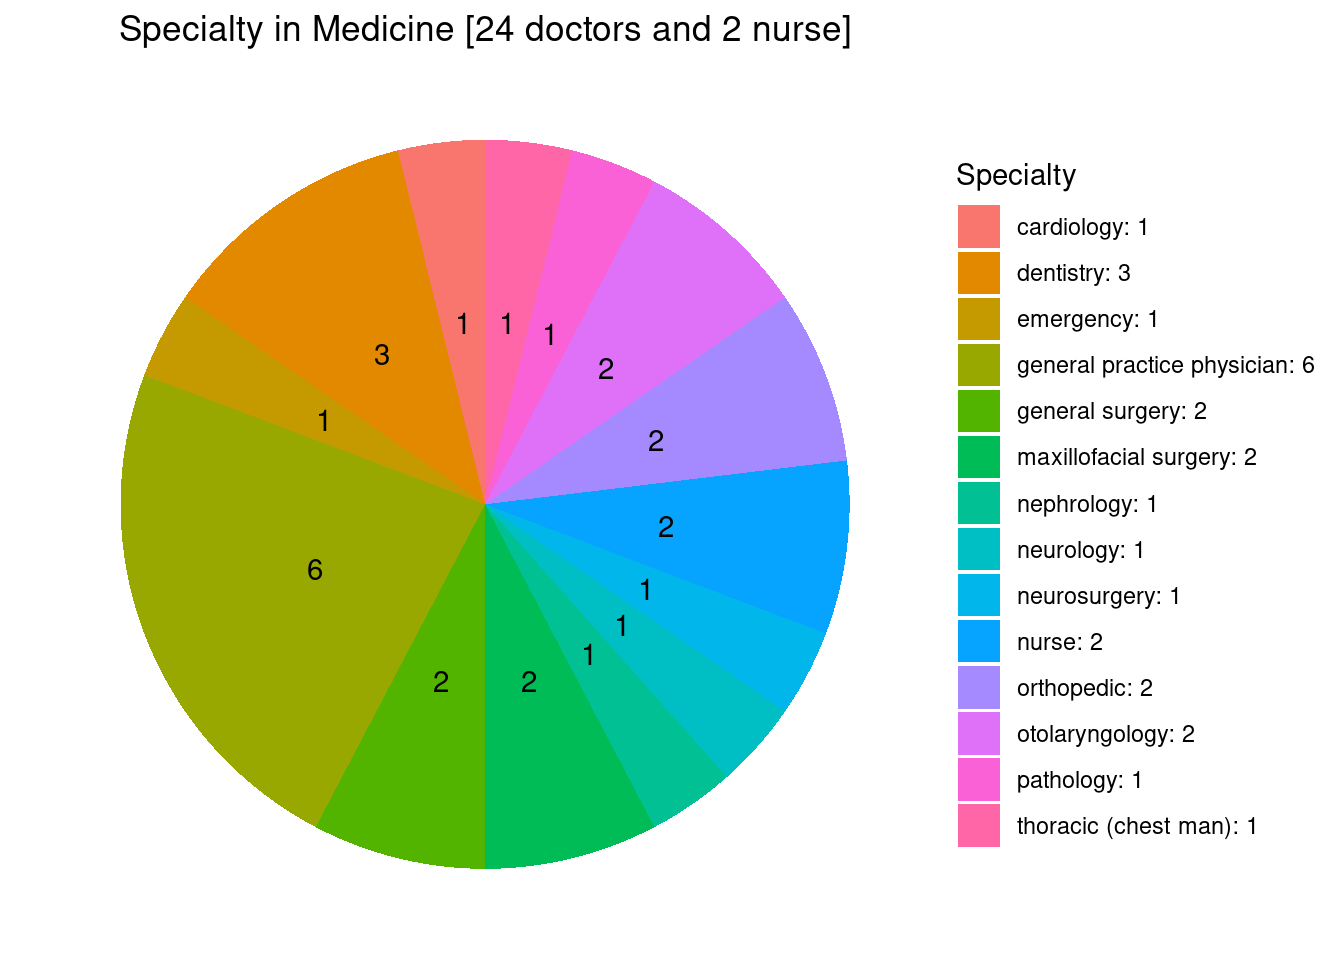 Specialty in Medicine [24 doctors and 2 nurse]
1
1
1
3
2
1
2
6
2
1
1
1
2
2
Specialty
cardiology: 1
dentistry: 3
emergency: 1
general practice physician: 6
general surgery: 2
maxillofacial surgery: 2
nephrology: 1
neurology: 1
neurosurgery: 1
nurse: 2
orthopedic: 2
otolaryngology: 2
pathology: 1
thoracic (chest man): 1